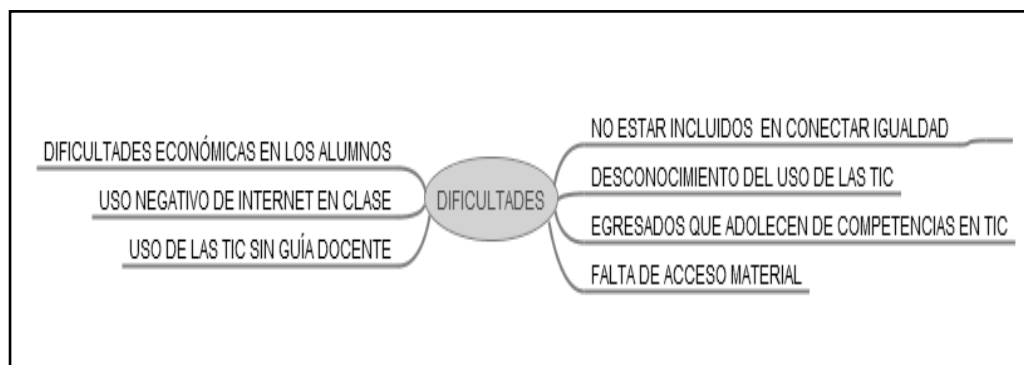 DIFICULTADES ECONÓMICAS EN LOS ALUMNOS
USO NEGATIVO DE INTERNET EN CLASE
USO DE LAS TIC SIN GUÍA DOCENTE
DIFICULTADES
NO ESTAR INCLUIDOS EN CONECTAR IGUALDAD
DESCONOCIMIENTO DEL USO DE LAS TIC
EGRESADOS QUE ADOLECEN DE COMPETENCIAS EN TIC
FALTA DE ACCESO MATERIAL